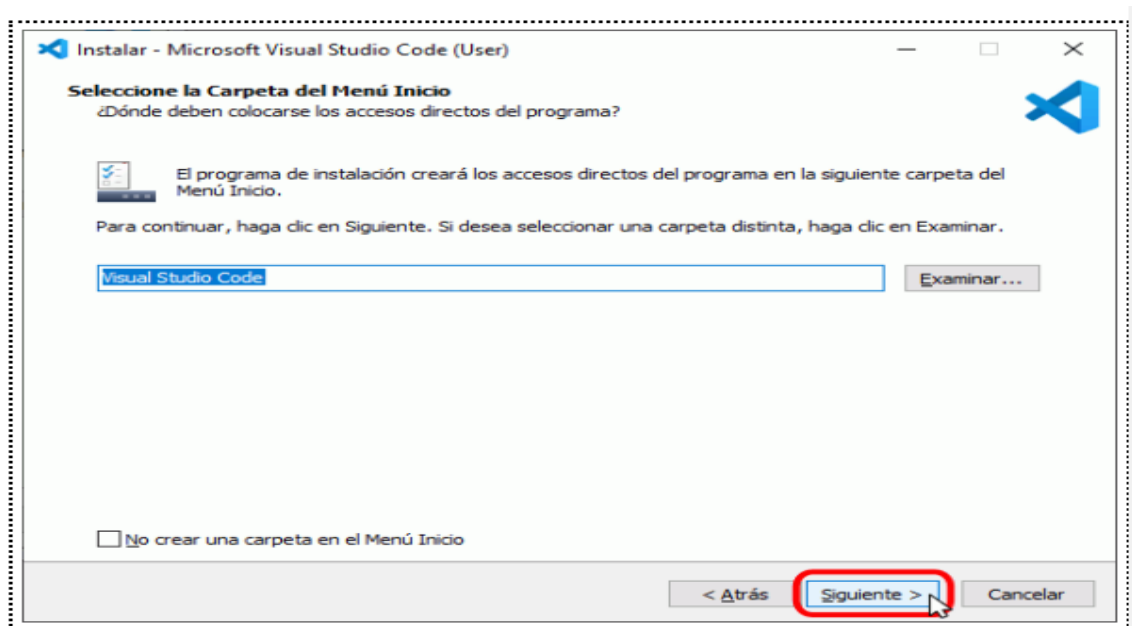 Instalar - Microsoft Visual Studio Code (User)
Seleccione la Carpeta del Menú Inicio
¿Dónde deben colocarse los accesos directos del programa?
El programa de instalación creará los accesos directos del programa en la siguiente carpeta del
Menú Inicio.
Para continuar, haga clic en Siguiente. Si desea seleccionar una carpeta distinta, haga clic en Examinar.
Visual Studio Code
Examinar...
No crear una carpeta en el Menú Inicio
< Atrás
Siguiente >
Cancelar